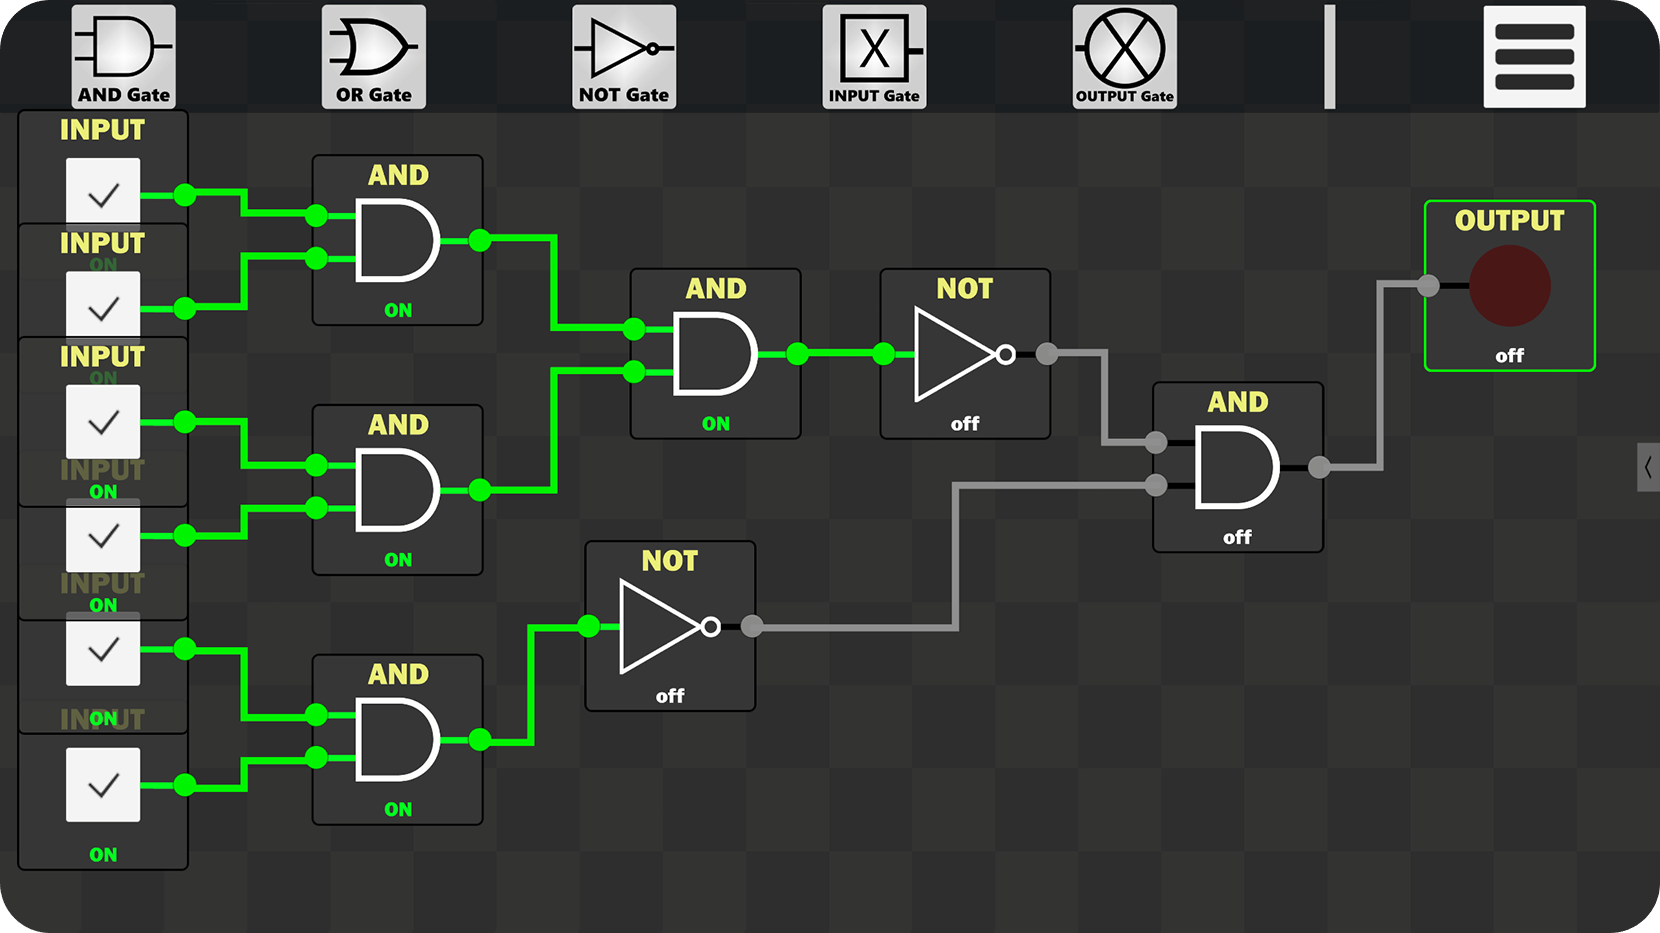 AND Gate
OR Gate
NOT Gate
X
INPUT Gate
OUTPUT Gate
INPUT
INPUT
ON
INPUT
ON
INPUT
ON
INPUT
ON
INPUT
ON
ON
AND
ON
AND
ON
AND
ON
AND
ON
NOT
off
NOT
off
AND
off
OUTPUT
off